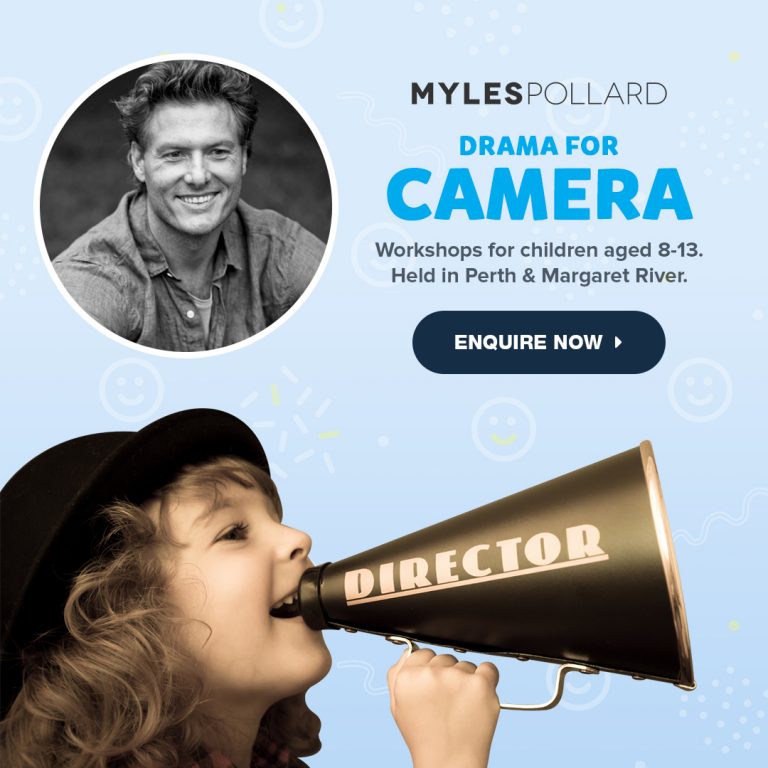 MYLESPOLLARD
DRAMA FOR
CAMERA
Workshops for children aged 8-13.
Held in Perth & Margaret River.
ENQUIRE NOW
DIRECTOR